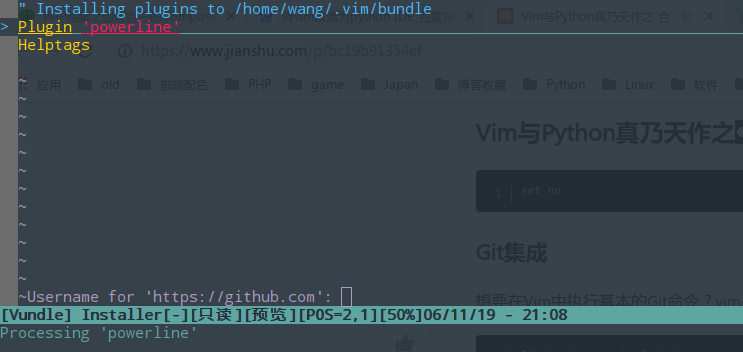 " Installing plugins to /home/wang/.vim/bundle
> Plugin 'powerline'
Helptags
Vim与Python真乃天作之 合：
https://www.jianshu.com/p/bc19b91354ef
应用 old 前端配色 PHP game Japan 博客收藏 Python Linux 软件
~
~
~
~
~
~
~
~
~
~
~
~
Vim与Python真乃天作之
1 set nu
Git集成
想要在Vim中执行基本的Git命令？vim
~Username for 'https://github.com':
[Vundle] Installer[-][只读][预览][POS=2,1][50%]06/11/19 - 21:08
Processing 'powerline'